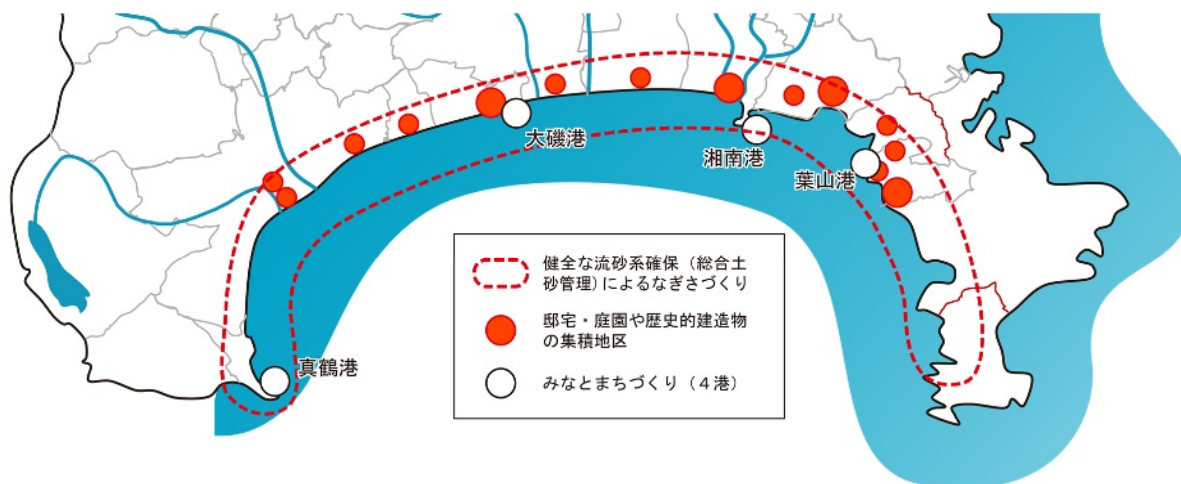 大磯港
湘南港
葉山港
真鶴港
健全な流砂系確保（総合土
砂管理）によるなぎさづくり
邸宅・庭園や歴史的建造物
の集積地区
みなとまちづくり（４港）